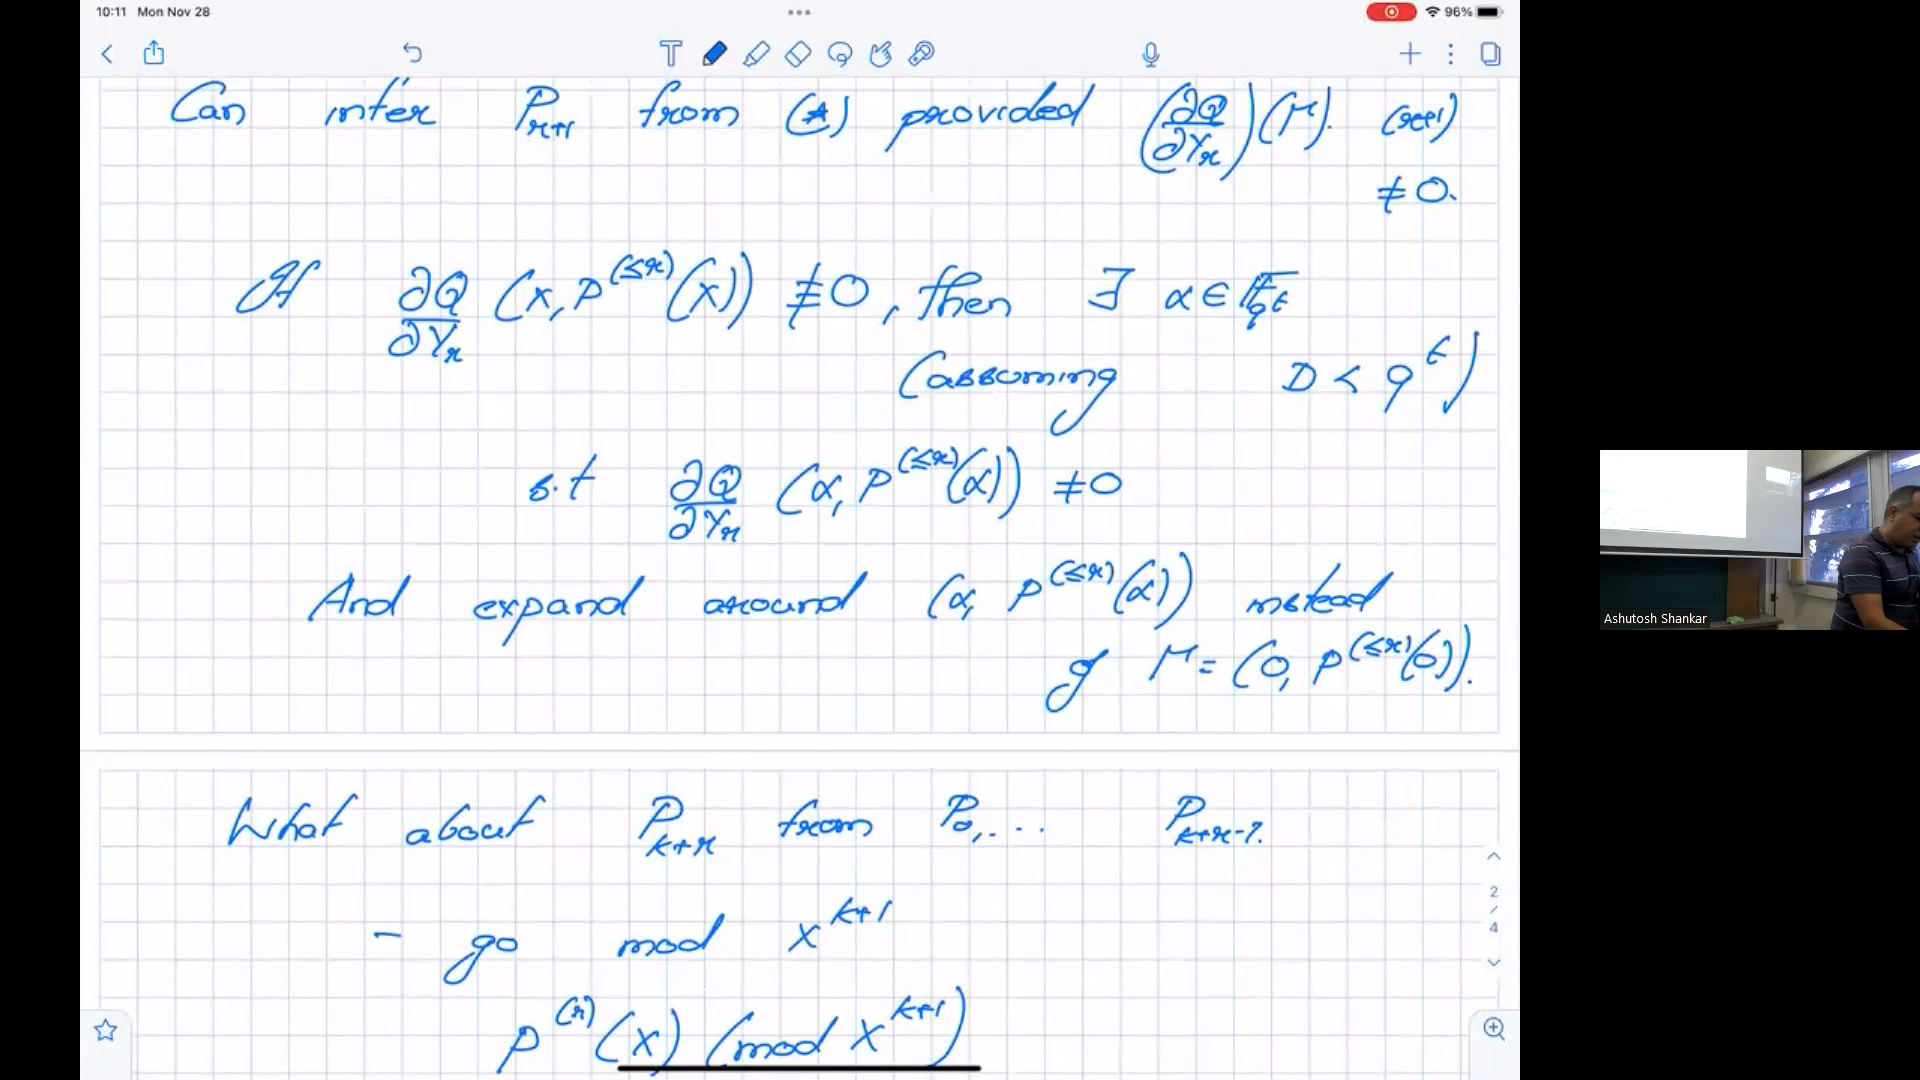 10:11 Mon Nov 28
96%
Can infer P_{r+1} from (*) provided (∂Q/∂Y_r)(M). (r+1)
≠ 0.
If ∂Q/∂Y_r (X, P^{(≤r)}(X)) ≢ 0, then ∃ α ∈ F_{q^t}
(assuming D < q^t)
s.t ∂Q/∂Y_r (α, P^{(≤r)}(α)) ≠ 0
And expand around (α, P^{(≤r)}(α)) instead
of M = (0, P^{(≤r)}(0)).
What about P_{k+r} from P_0, ... P_{k+r-1}.
- go mod X^{k+1}
P^{(r)}(X) (mod X^{k+1})
2
/
4
Ashutosh Shankar